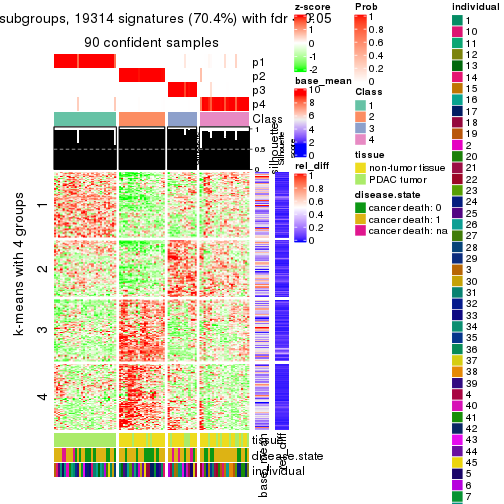 subgroups, 19314 signatures (70.4%) with fdr < 0.05
90 confident samples
p1
p2
p3
p4
Class
1
0.5
0
silhouette
score
k-means with 4 groups
1
2
3
4
tissue
disease.state
individual
base_mean
rel_diff
z-score
2
1
0
-1
-2
base_mean
10
8
6
4
2
0
rel_diff
1
0.8
0.6
0.4
0.2
0
Prob
1
0.8
0.6
0.4
0.2
0
Class
1
2
3
4
tissue
non-tumor tissue
PDAC tumor
disease.state
cancer death: 0
cancer death: 1
cancer death: na
individual
1
10
11
12
13
14
15
16
17
18
19
2
20
21
22
23
24
25
26
27
28
29
3
30
31
32
33
34
35
36
37
38
39
4
40
41
42
43
44
45
5
6
7